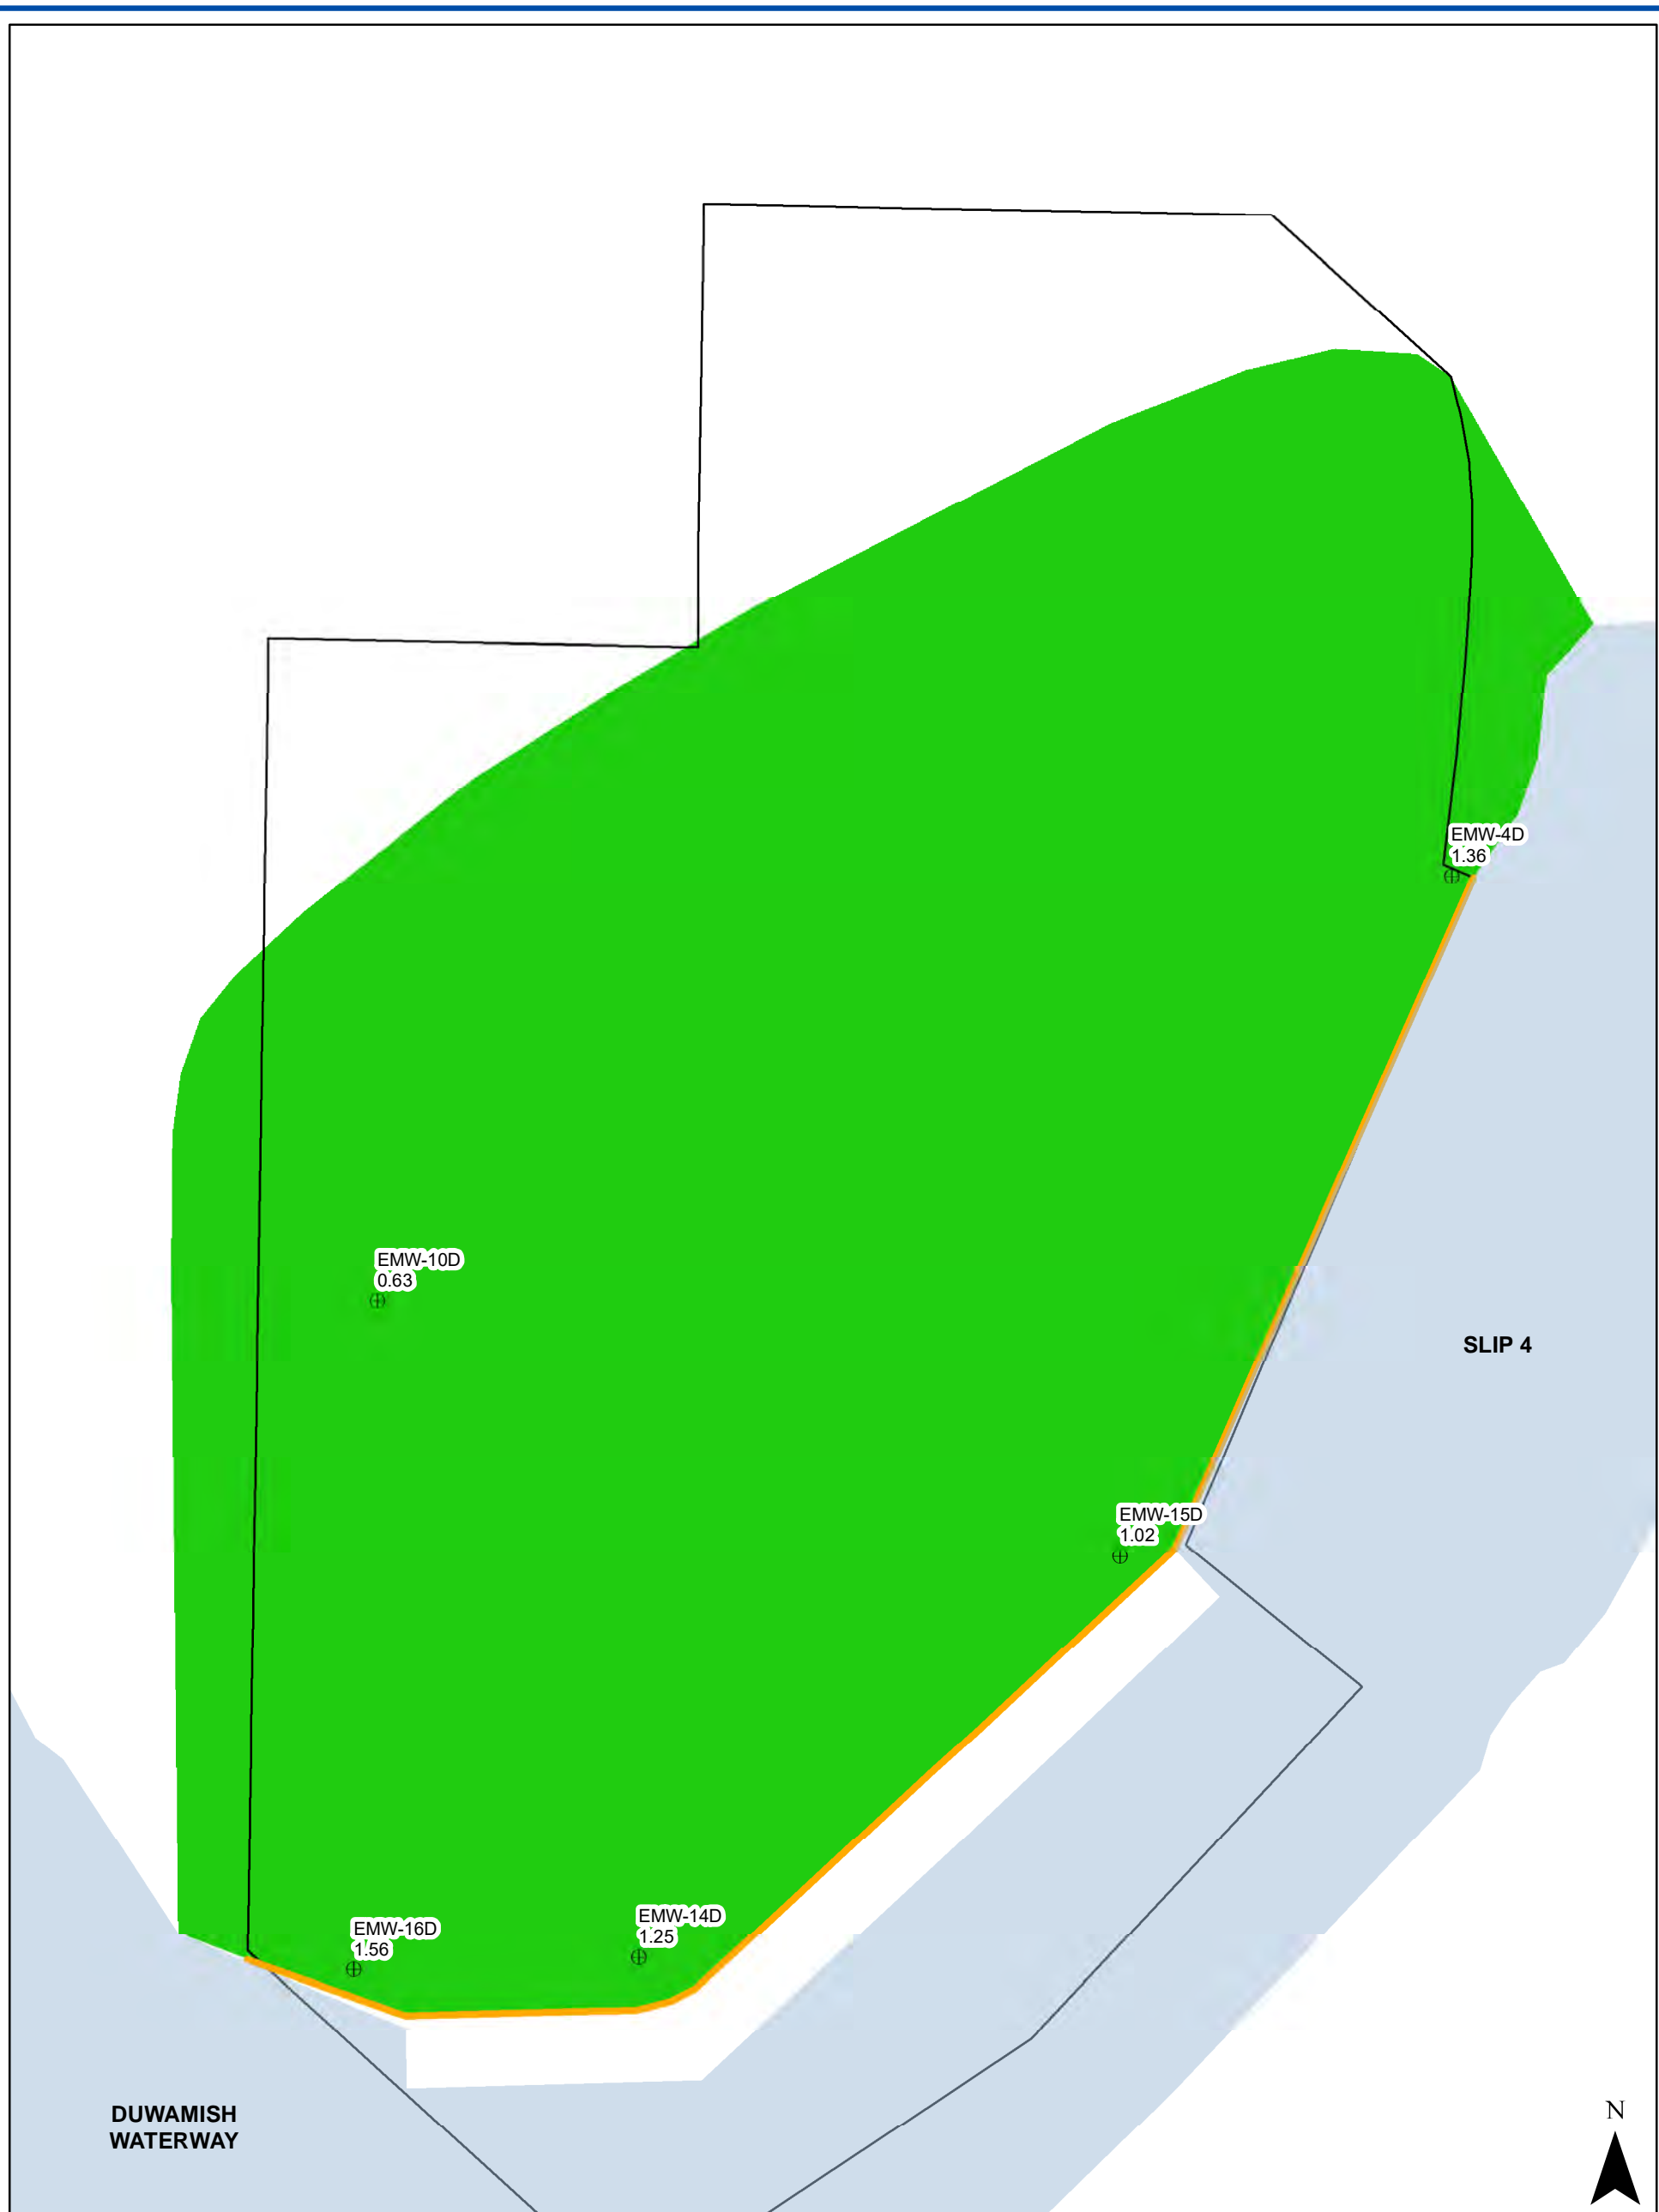 EMW-4D
1.36
EMW-10D
0.63
SLIP 4
EMW-15D
1.02
EMW-14D
1.25
EMW-16D
1.56
DUWAMISH
WATERWAY
N